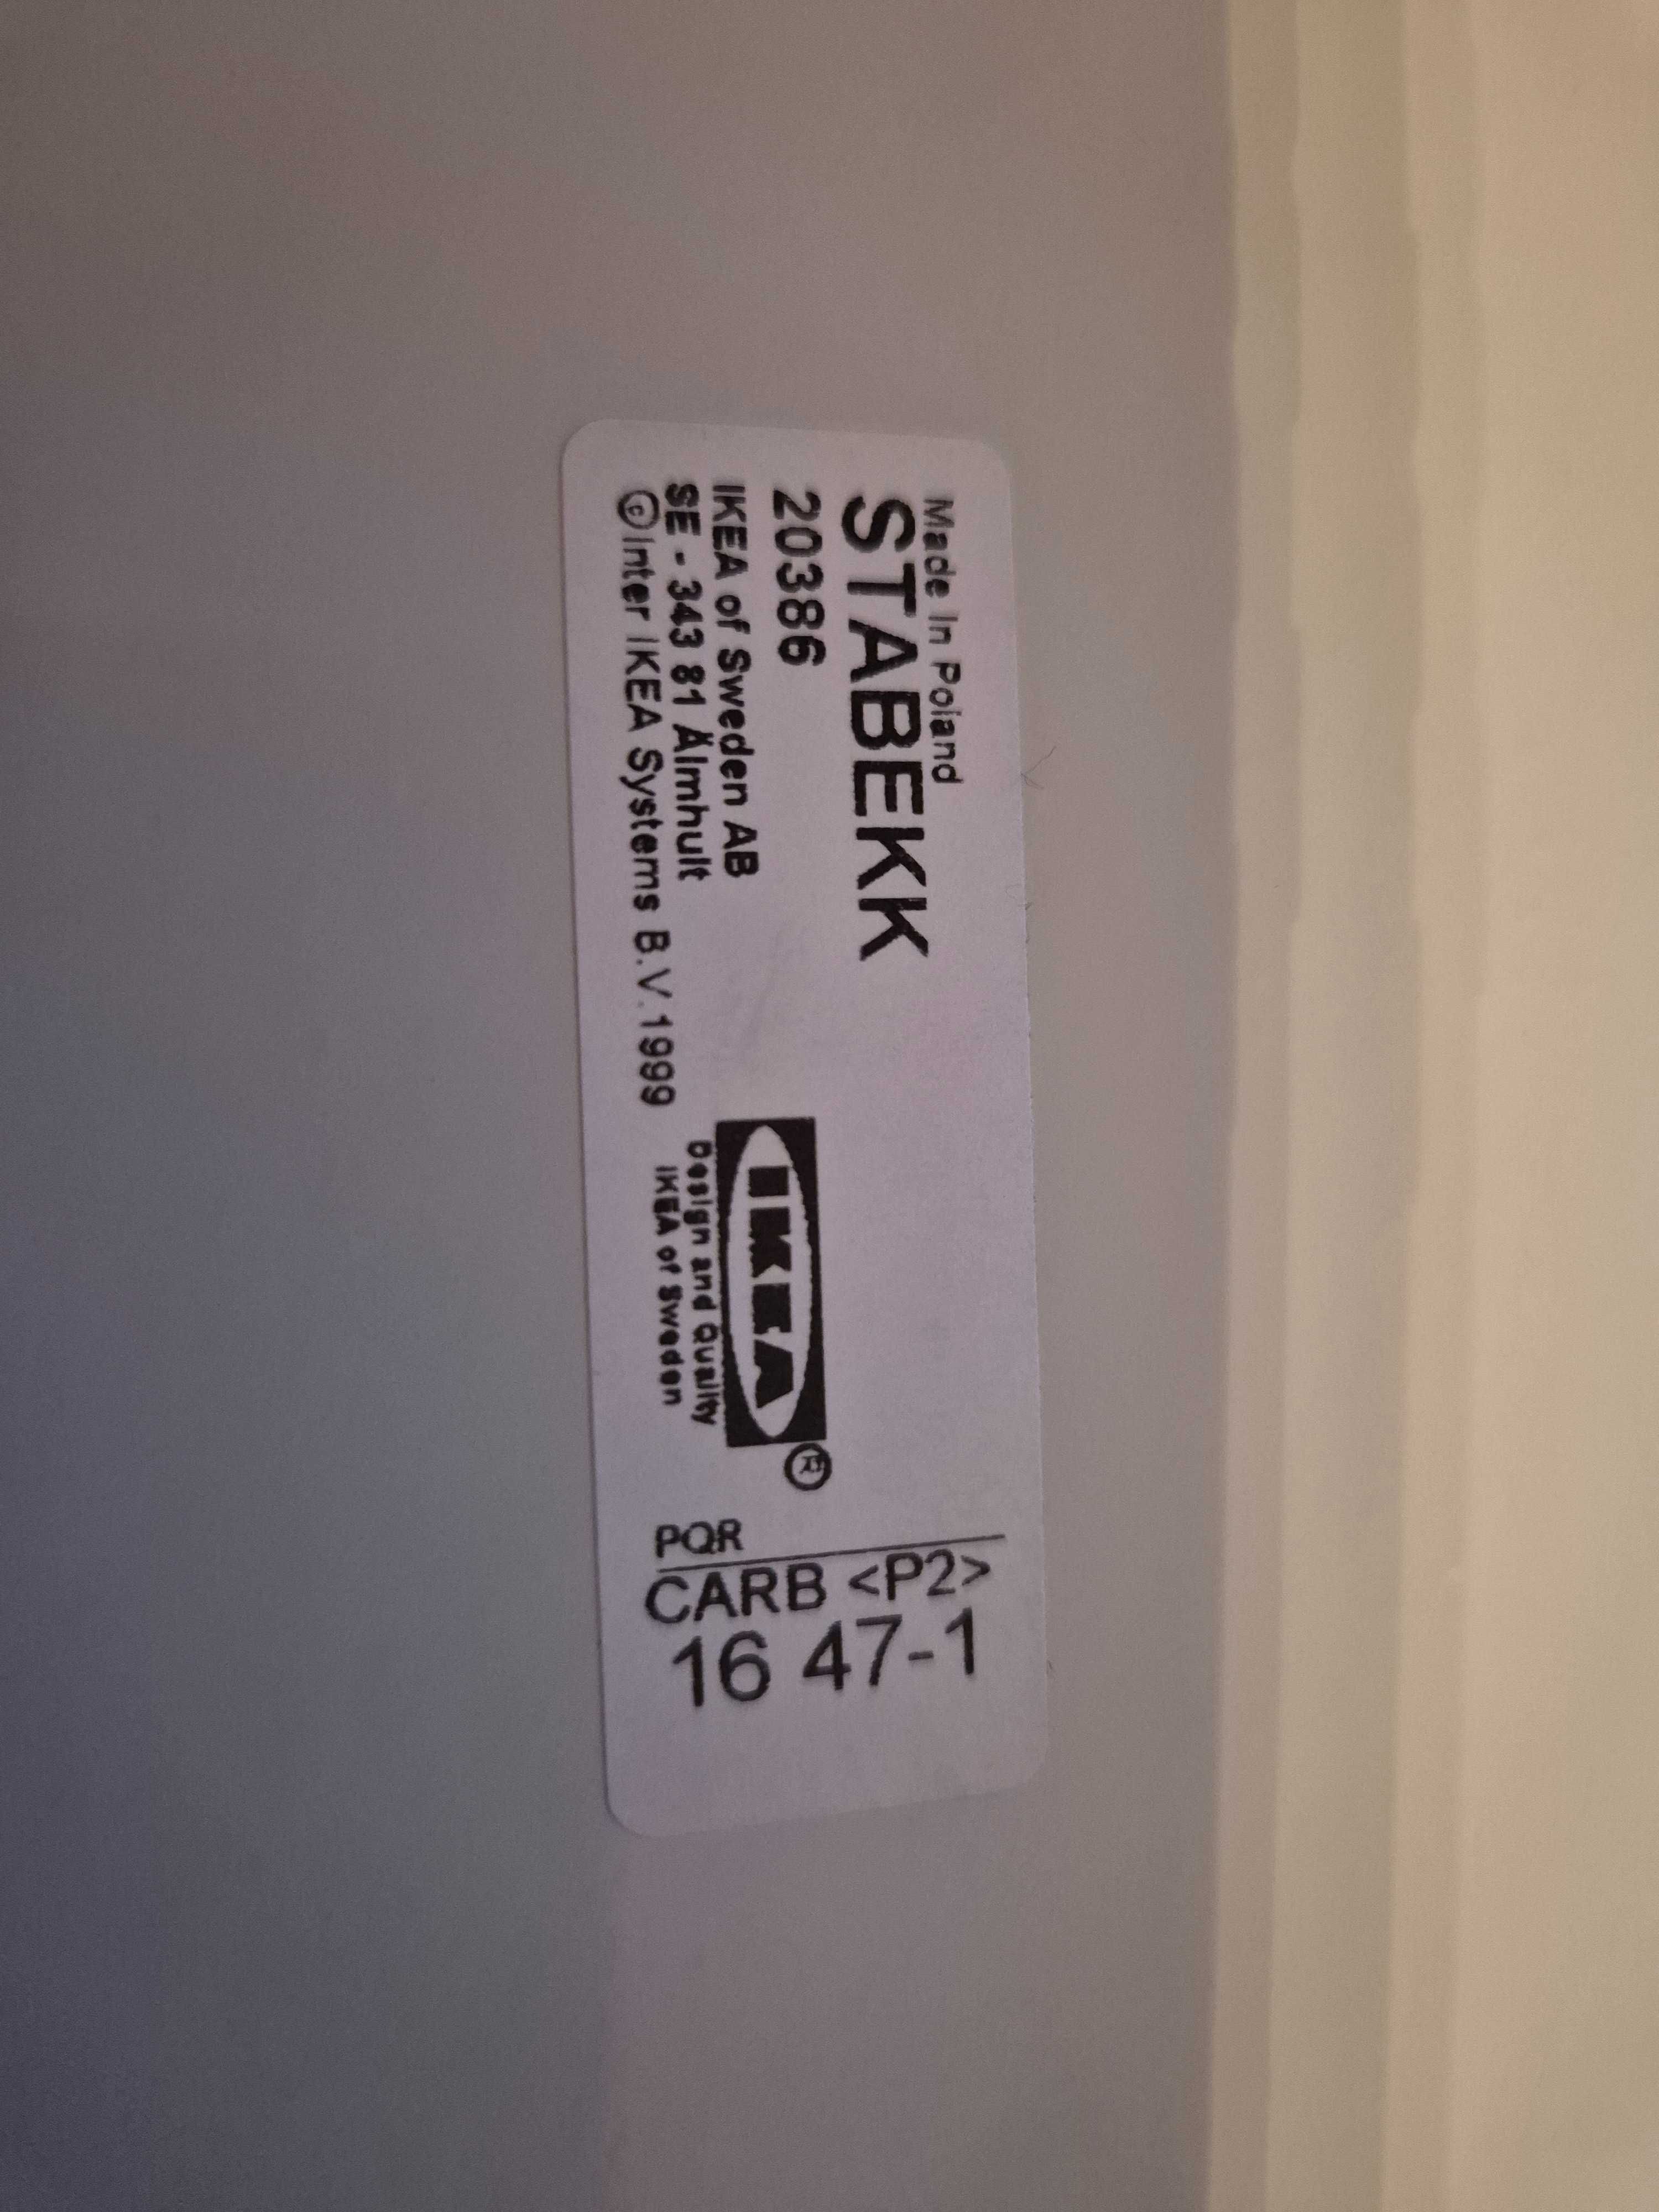 Made In Poland
STABEKK
20386
IKEA of Sweden AB
SE - 343 81 Älmhult
©Inter IKEA Systems B.V.1999
IKEA®
Design and Quality
IKEA of Sweden
PQR
CARB <P2>
16 47-1